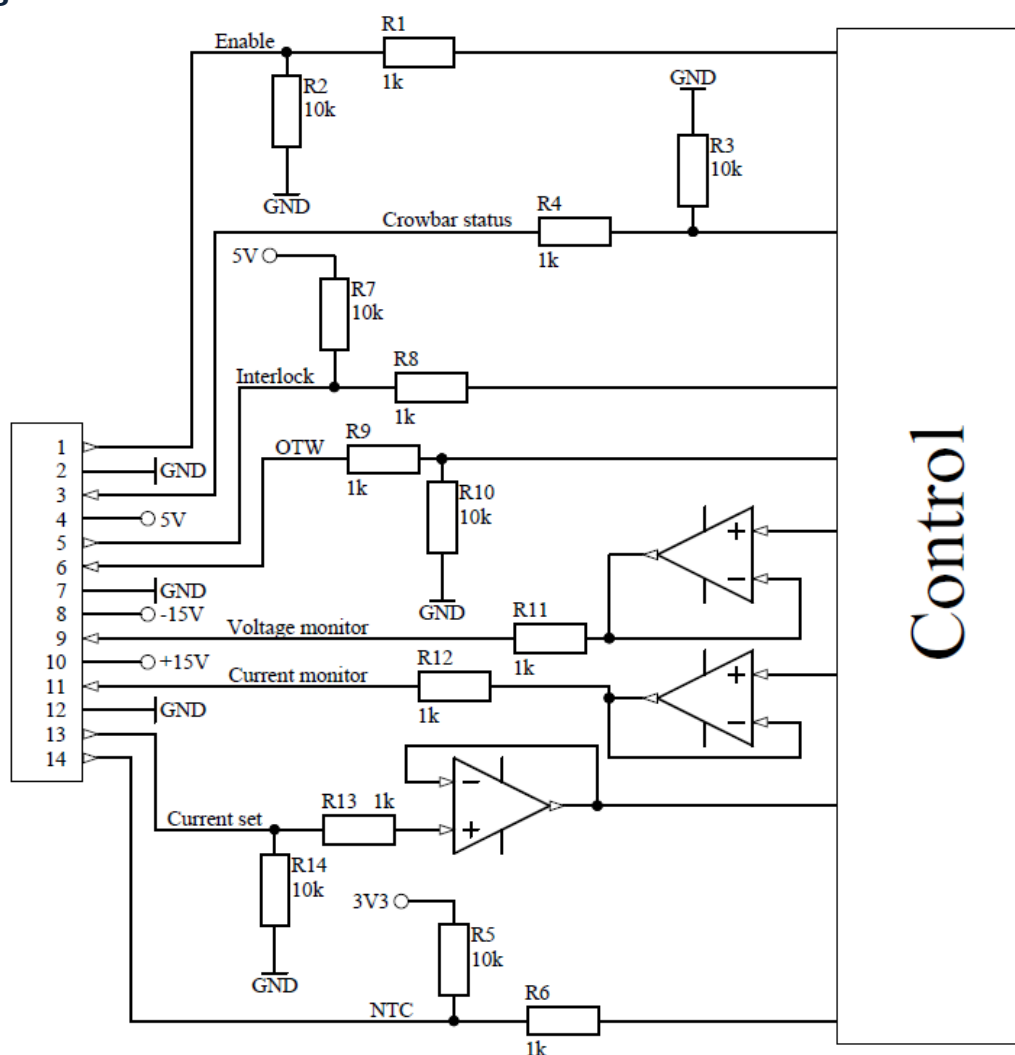 Enable
R1
1k
R2
10k
GND
GND
R3
10k
Crowbar status
R4
1k
5V
R7
10k
Interlock
R8
1k
OTW
R9
1k
R10
10k
GND
1
2
3
4
5
6
7
8
9
10
11
12
13
14
GND
5V
GND
-15V
+15V
GND
Voltage monitor
R11
1k
+
−
Current monitor
R12
1k
+
−
Current set
R13 1k
−
+
R14
10k
GND
3V3
R5
10k
NTC
R6
1k
Control